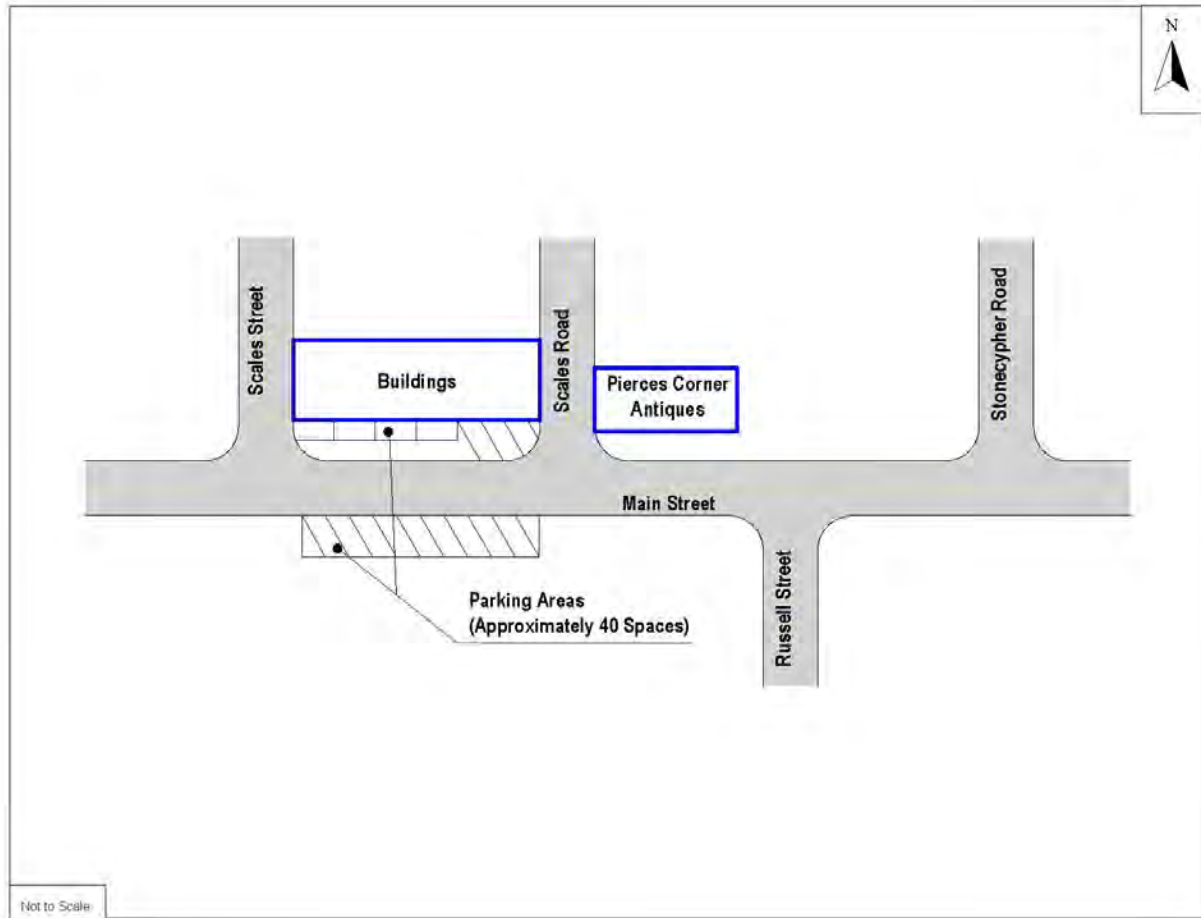 N
Scales Street
Scales Road
Stonecypher Road
Buildings
Pierces Corner
Antiques
Main Street
Parking Areas
(Approximately 40 Spaces)
Russell Street
Not to Scale